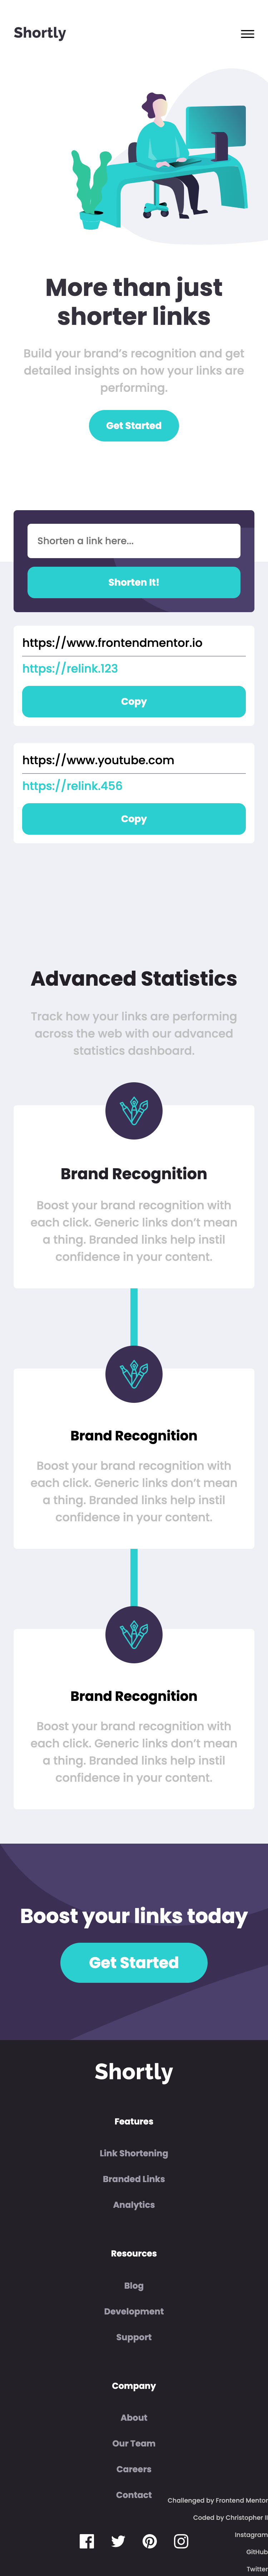 Shortly
More than just
shorter links
Build your brand's recognition and get
detailed insights on how your links are
performing.
Get Started
Shorten a link here...
Shorten It!
https://www.frontendmentor.io
https://relink.123
Copy
https://www.youtube.com
https://relink.456
Copy
Advanced Statistics
Track how your links are performing
across the web with our advanced
statistics dashboard.
Brand Recognition
Boost your brand recognition with
each click. Generic links don't mean
a thing. Branded links help instil
confidence in your content.
Brand Recognition
Boost your brand recognition with
each click. Generic links don't mean
a thing. Branded links help instil
confidence in your content.
Brand Recognition
Boost your brand recognition with
each click. Generic links don't mean
a thing. Branded links help instil
confidence in your content.
Boost your links today
Get Started
Shortly
Features
Link Shortening
Branded Links
Analytics
Resources
Blog
Development
Support
Company
About
Our Team
Careers
Contact
Challenged by Frontend Mentor
Coded by Christopher II
Instagram
GitHub
Twitter